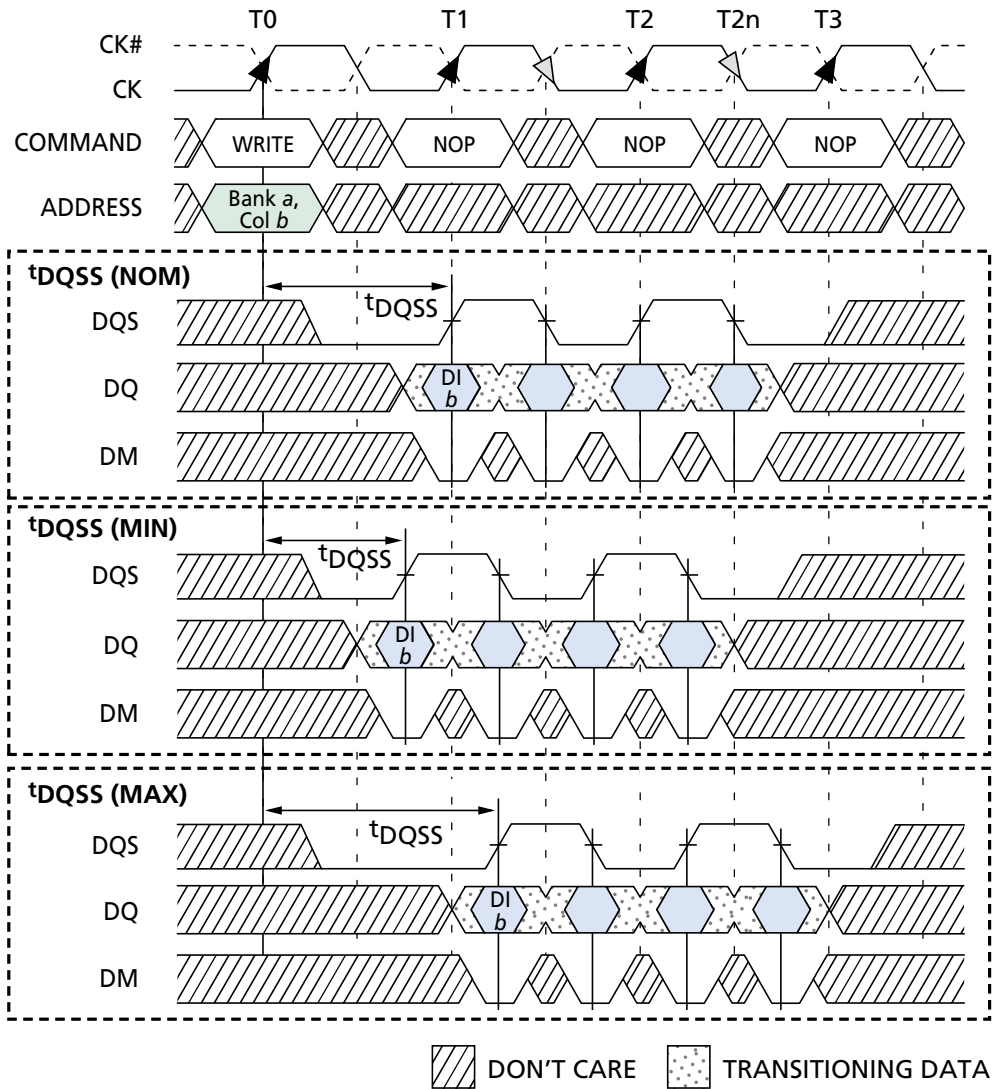 T0 T1 T2 T2n T3
CK#
CK
COMMAND WRITE NOP NOP NOP
ADDRESS Bank a,
Col b
tDQSS (NOM)
tDQSS
DQS
DQ DI
b
DM
tDQSS (MIN)
tDQSS
DQS
DQ DI
b
DM
tDQSS (MAX)
tDQSS
DQS
DQ DI
b
DM
DON'T CARE TRANSITIONING DATA